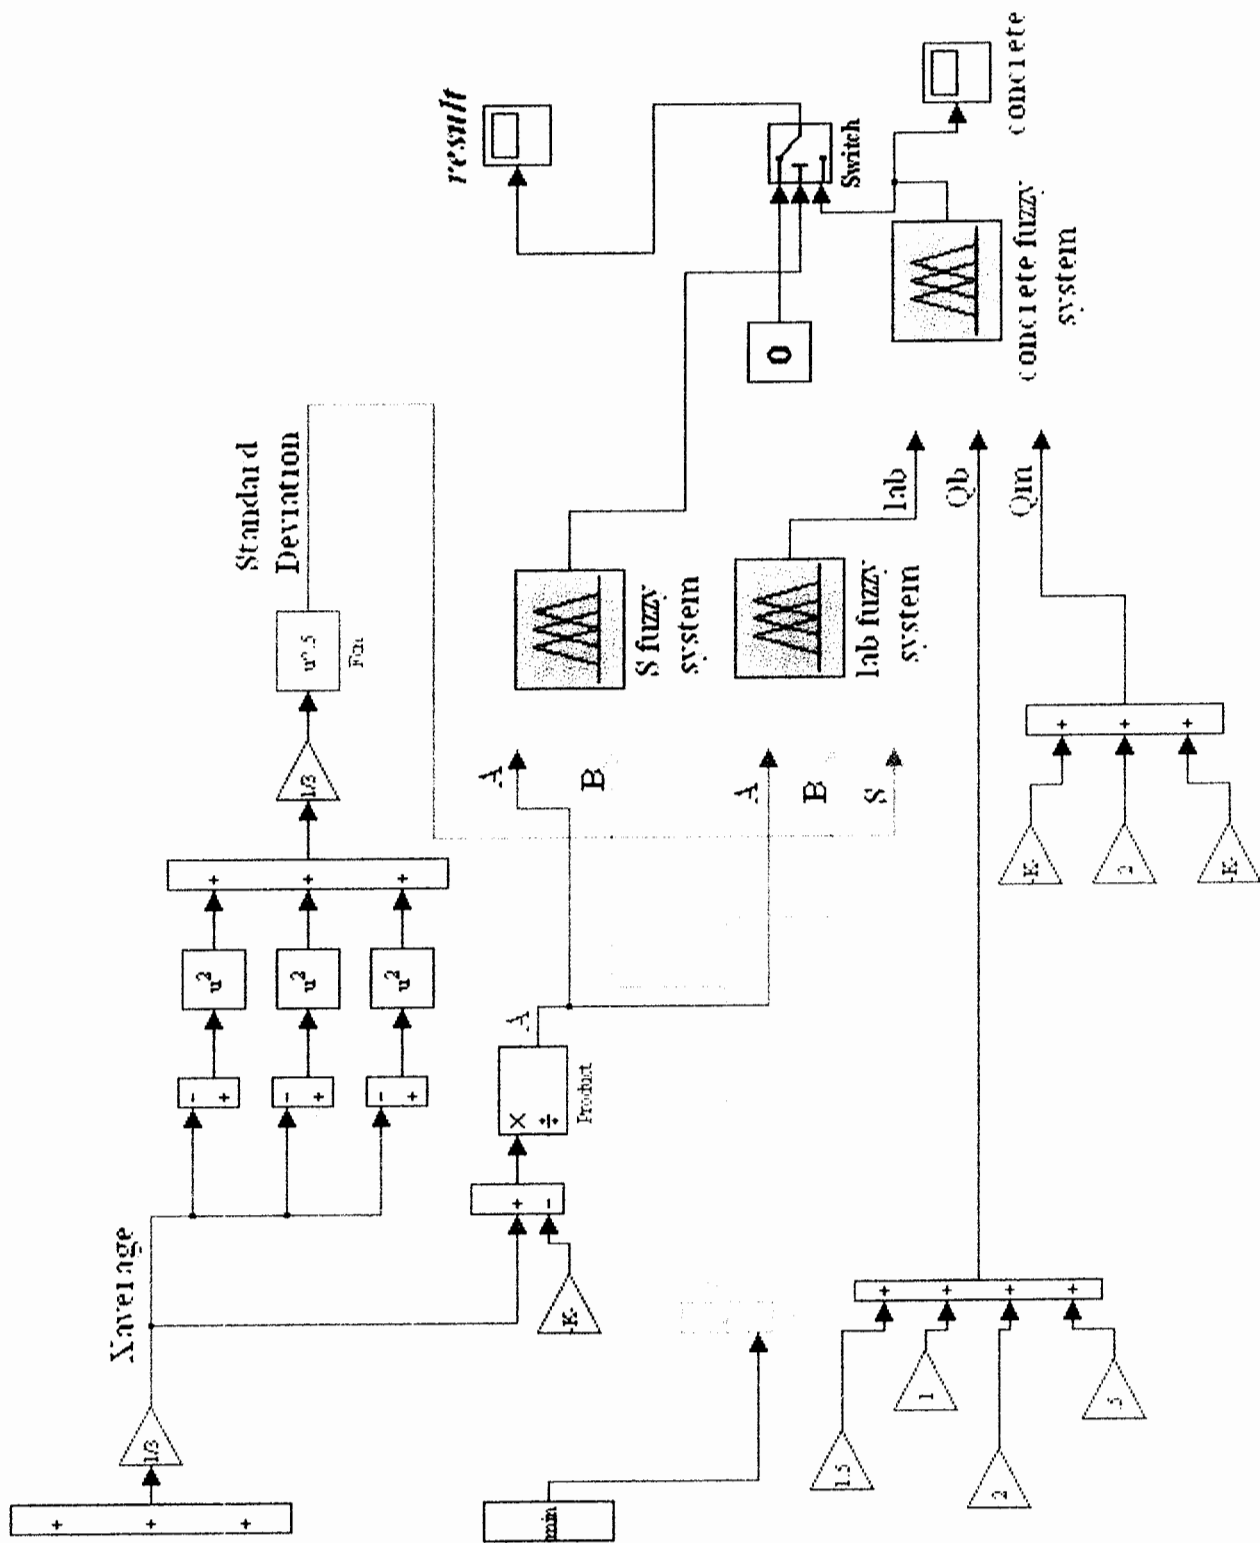 +
+
+
1/3
Xaverage
- +
- +
- +
u²
u²
u²
+
+
+
1/3
u^.5
Fcn
Standard
Deviation
min
-K-
+
-
×
÷
Product
A
A
B
S fuzzy
system
result
A
B
S
lab fuzzy
system
0
Switch
1.5
1
2
.5
+
+
+
+
lab
Qb
Qm
concrete fuzzy
system
concrete
-K-
2
-K-
+
+
+